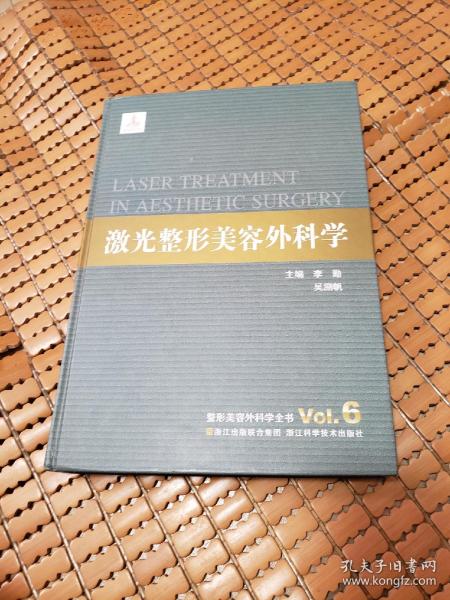 LASER TREATMENT
IN AESTHETIC SURGERY
激光整形美容外科学
主编 李 勤
吴溯帆
整形美容外科学全书 Vol.6
浙江出版联合集团 浙江科学技术出版社
孔夫子旧书网
www.kongfz.com